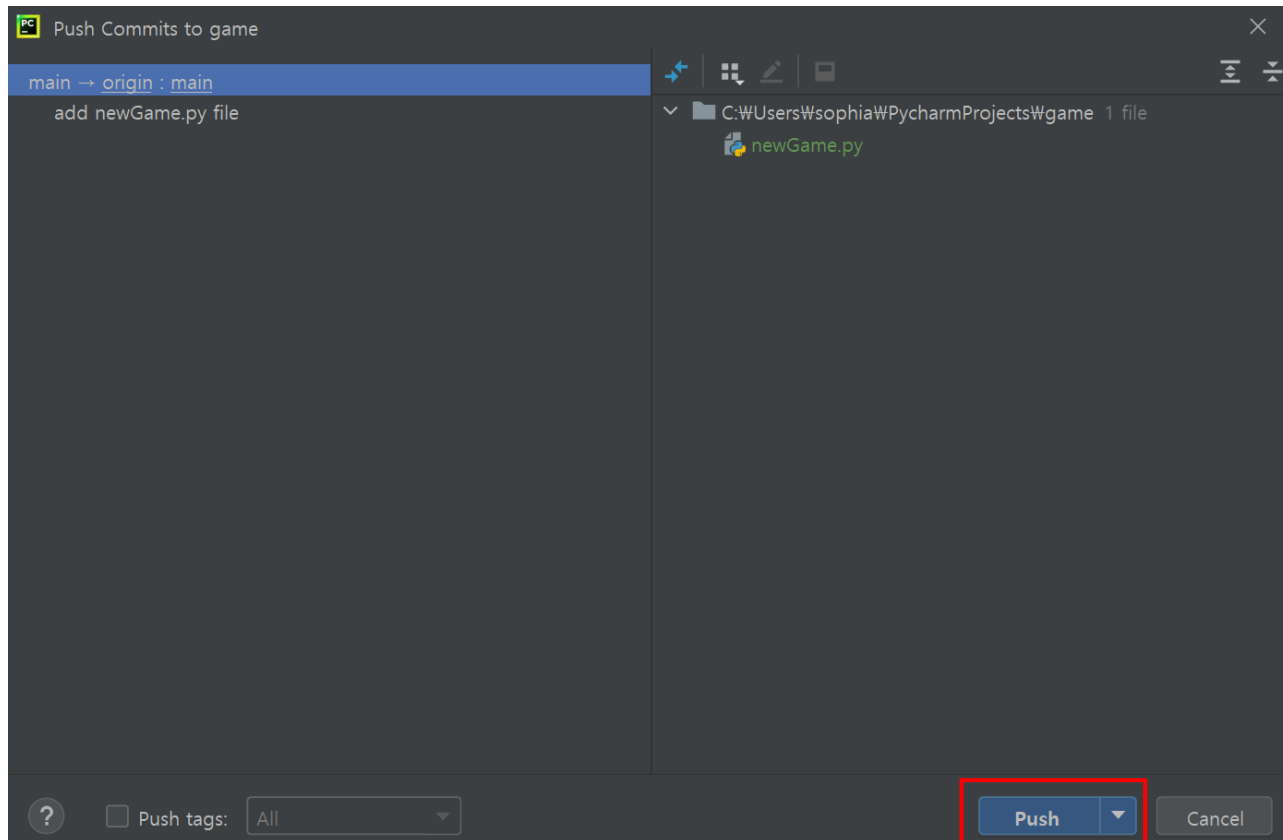 PC
Push Commits to game
main → origin : main
add newGame.py file
C:₩Users₩sophia₩PycharmProjects₩game 1 file
newGame.py
? Push tags: All
Push
Cancel